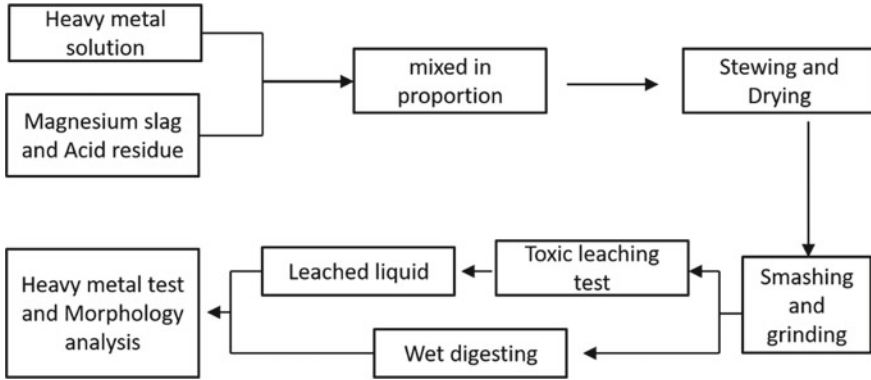 Heavy metal
solution
Magnesium slag
and Acid residue
mixed in
proportion
Stewing and
Drying
Smashing
and
grinding
Toxic leaching
test
Leached liquid
Wet digesting
Heavy metal test
and Morphology
analysis